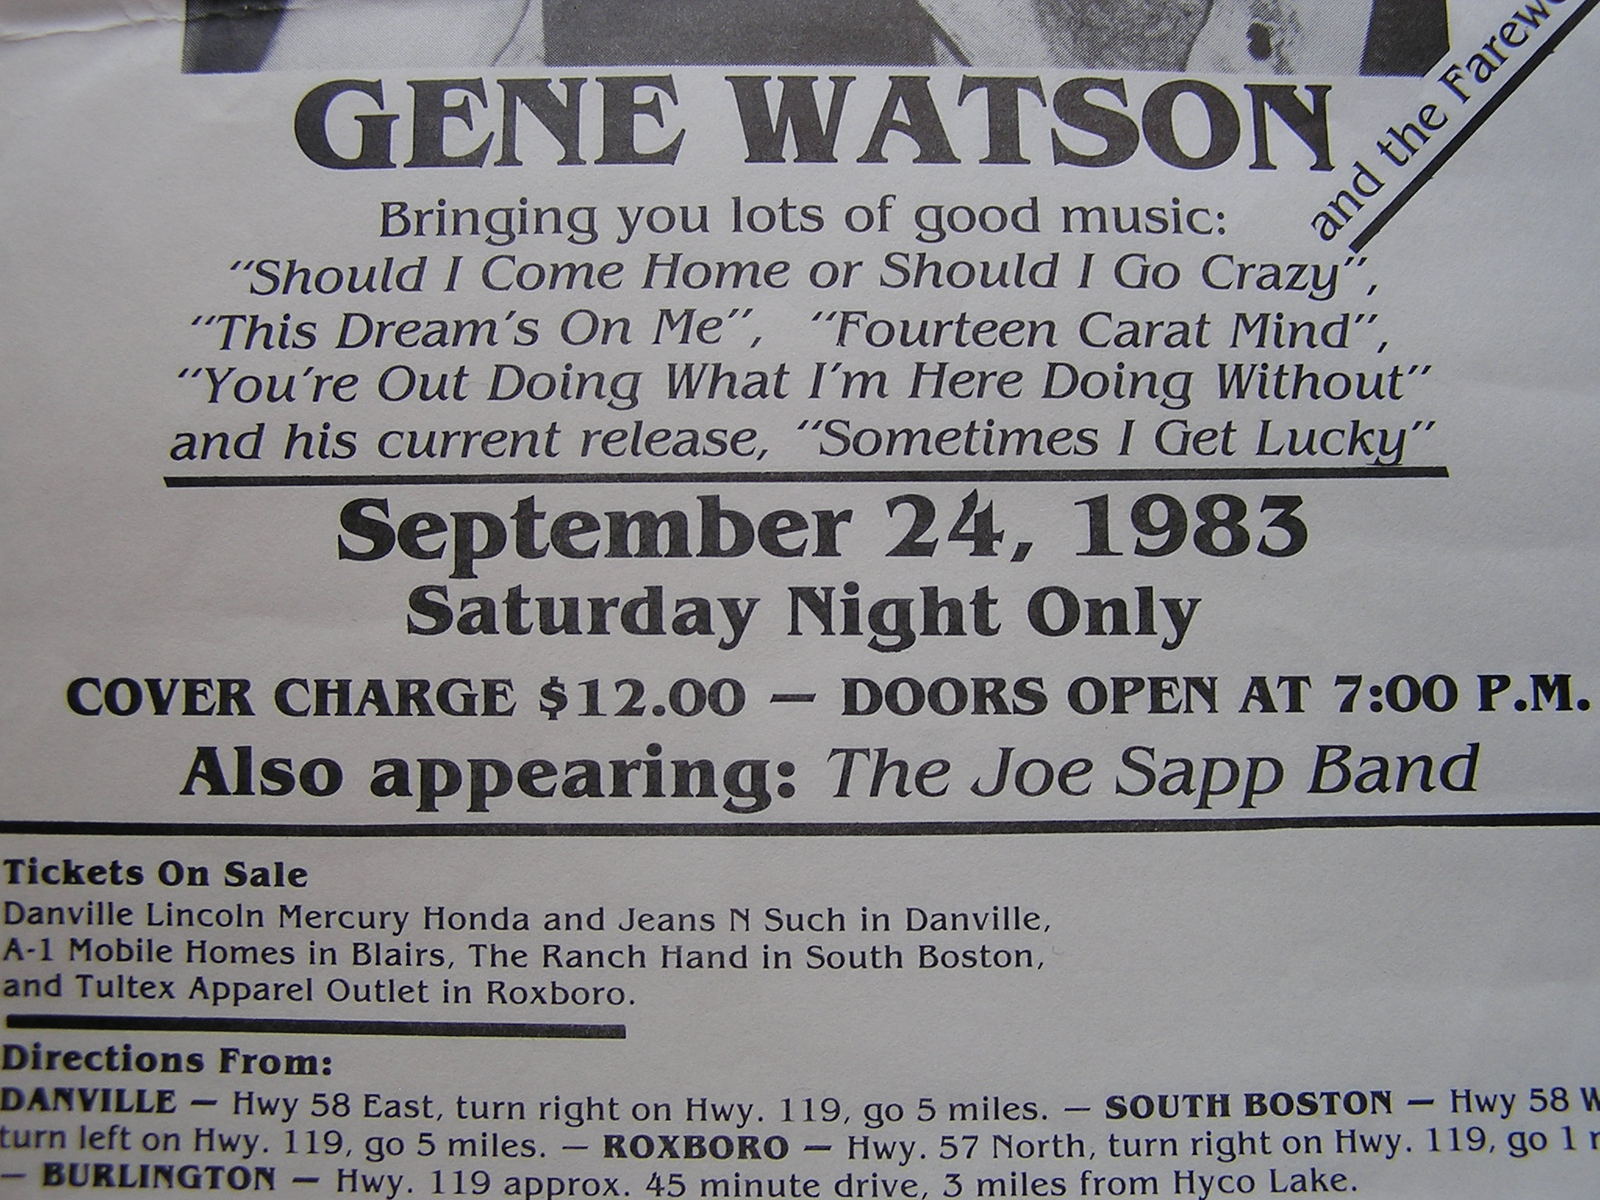 GENE WATSON
and the
Bringing you lots of good music:
“Should I Come Home or Should I Go Crazy”,
“This Dream's On Me”, “Fourteen Carat Mind”,
“You're Out Doing What I'm Here Doing Without”
and his current release, “Sometimes I Get Lucky”
September 24, 1983
Saturday Night Only
COVER CHARGE $12.00 — DOORS OPEN AT 7:00 P.M.
Also appearing: The Joe Sapp Band
Tickets On Sale
Danville Lincoln Mercury Honda and Jeans N Such in Danville,
A-1 Mobile Homes in Blairs, The Ranch Hand in South Boston,
and Tultex Apparel Outlet in Roxboro.
Directions From:
DANVILLE — Hwy 58 East, turn right on Hwy. 119, go 5 miles. — SOUTH BOSTON — Hwy 58 W
turn left on Hwy. 119, go 5 miles. — ROXBORO — Hwy. 57 North, turn right on Hwy. 119, go 1
— BURLINGTON — Hwy. 119 approx. 45 minute drive, 3 miles from Hyco Lake.